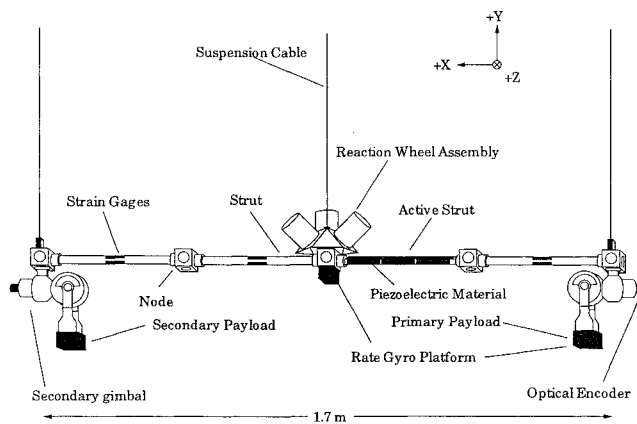 +Y
Suspension Cable
+X
+Z
Reaction Wheel Assembly
Strain Gages
Strut
Active Strut
Node
Piezoelectric Material
Secondary Payload
Primary Payload
Rate Gyro Platform
Secondary gimbal
Optical Encoder
1.7 m